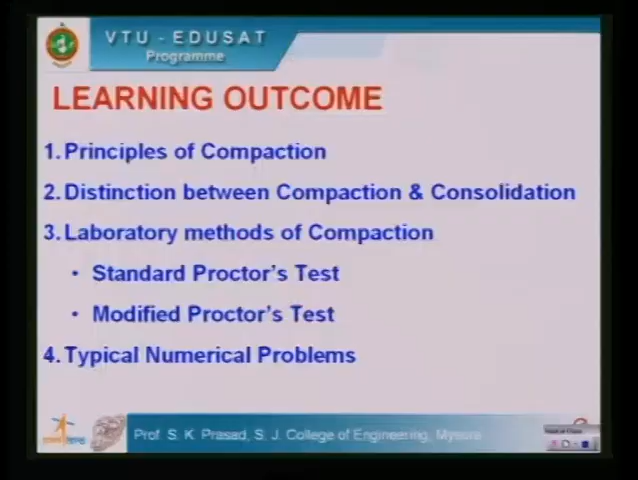 VTU - EDUSAT
Programme
LEARNING OUTCOME
1. Principles of Compaction
2. Distinction between Compaction & Consolidation
3. Laboratory methods of Compaction
• Standard Proctor's Test
• Modified Proctor's Test
4. Typical Numerical Problems
Prof. S. K. Prasad, S. J. College of Engineering, Mysore